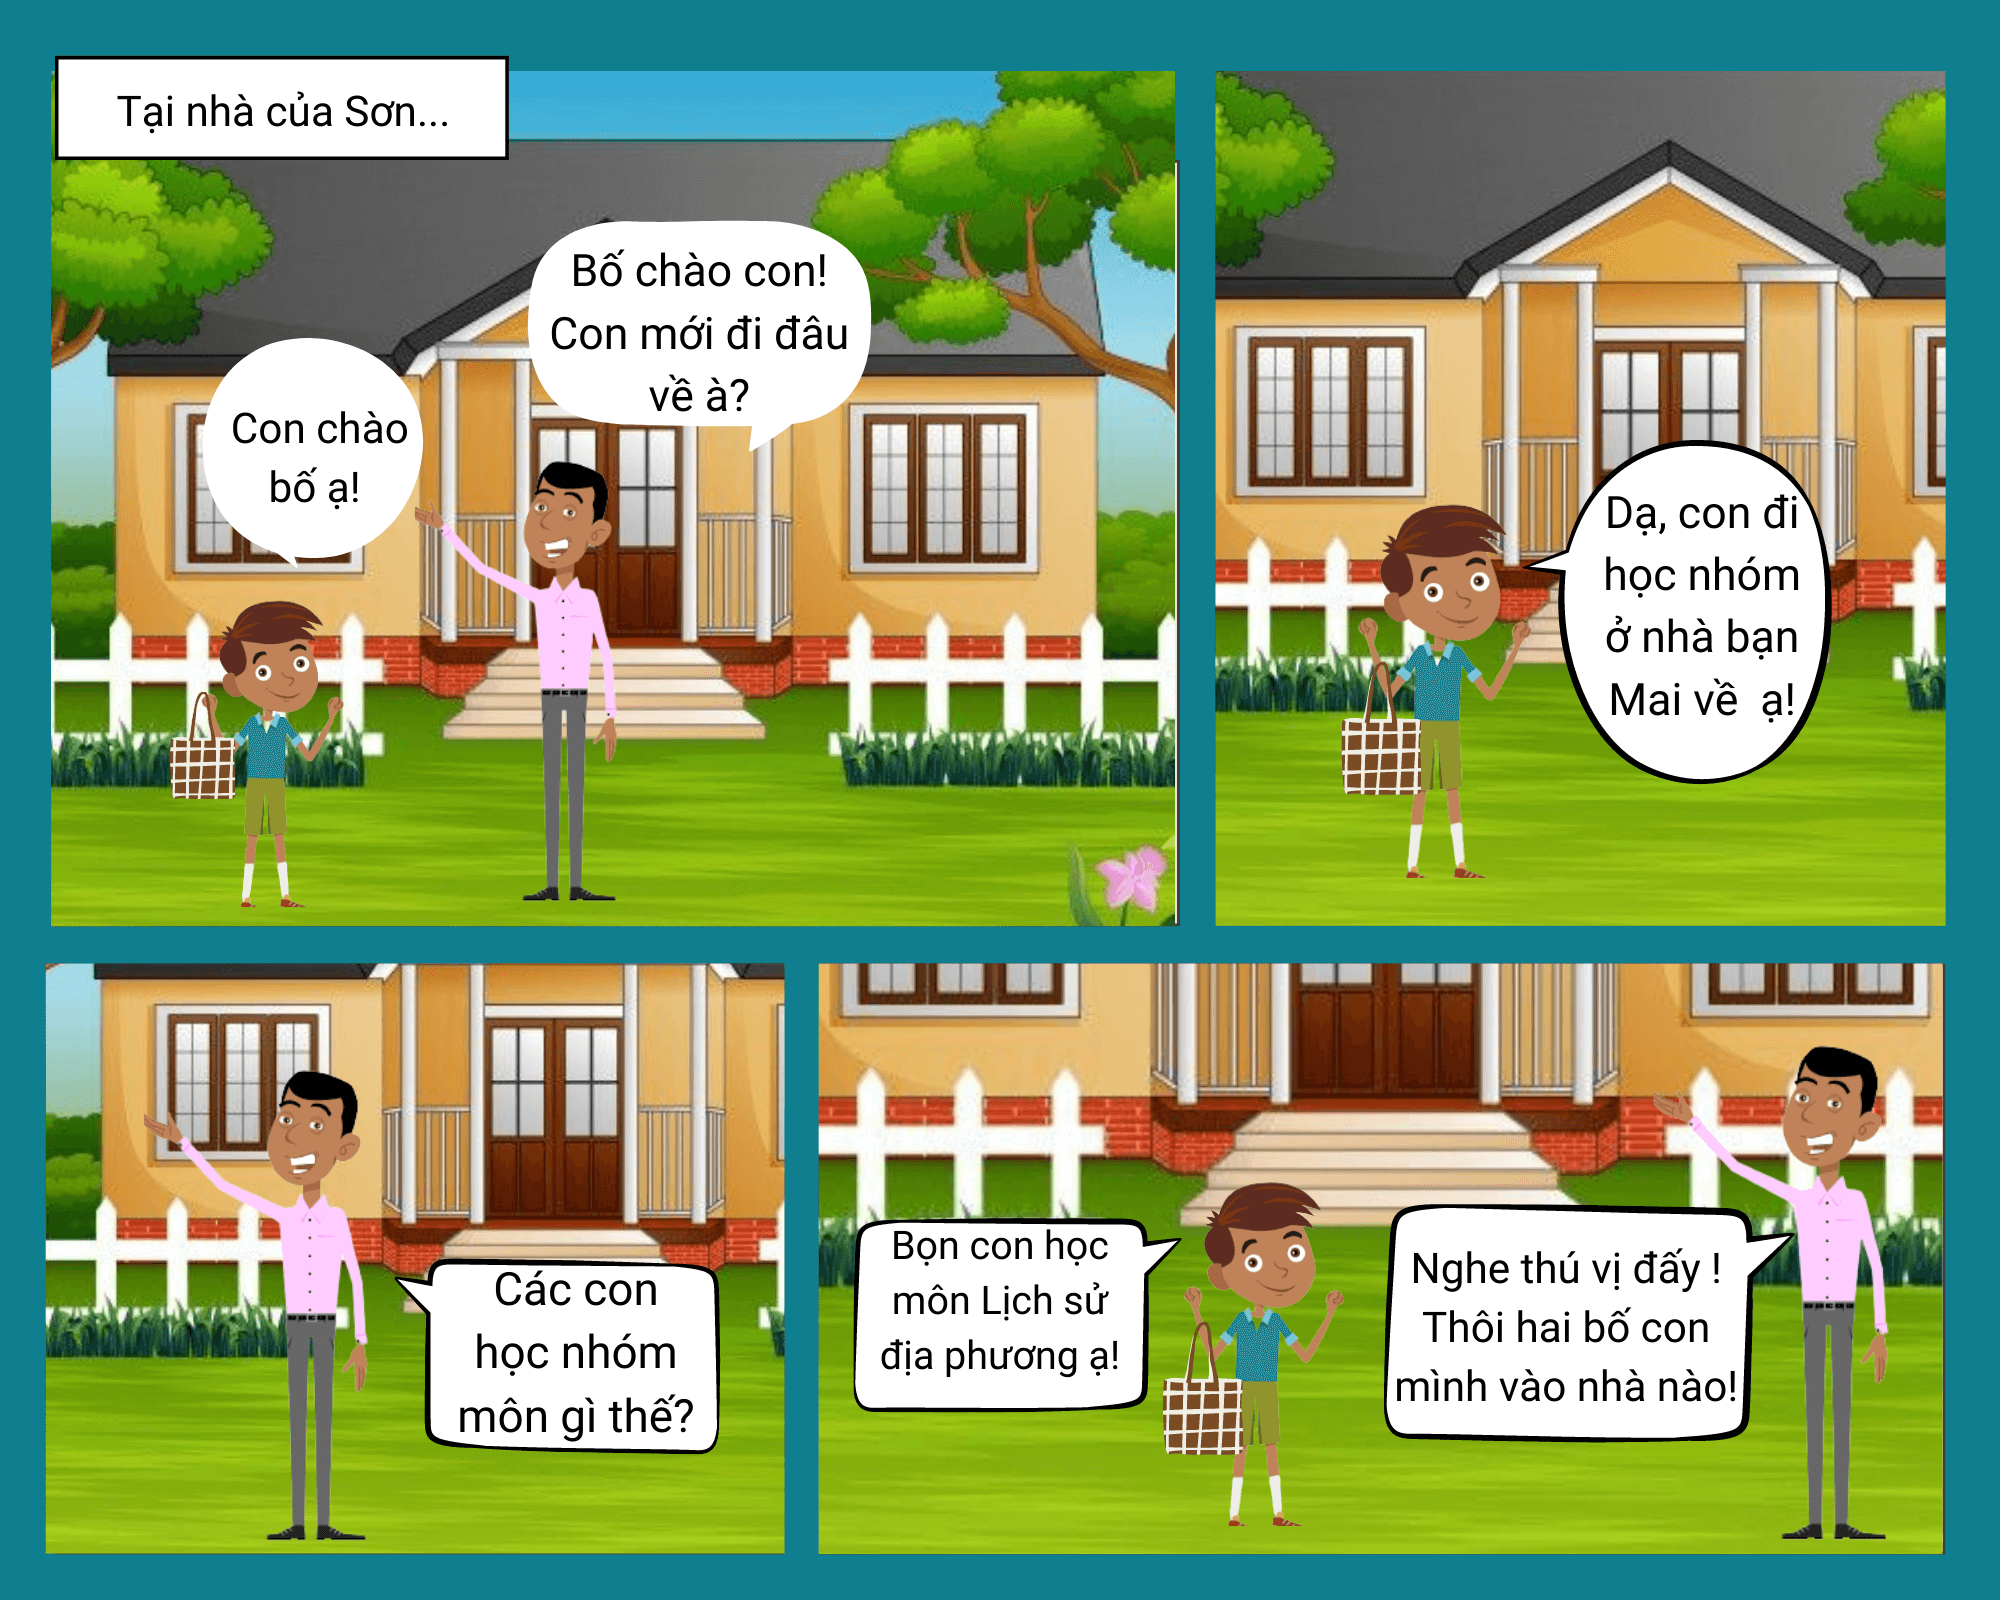 Tại nhà của Sơn...
Con chào
bố ạ!
Bố chào con!
Con mới đi đâu
về à?
Dạ, con đi
học nhóm
ở nhà bạn
Mai về  ạ!
Các con
học nhóm
môn gì thế?
Bọn con học
môn Lịch sử
địa phương ạ!
Nghe thú vị đấy !
Thôi hai bố con
mình vào nhà nào!